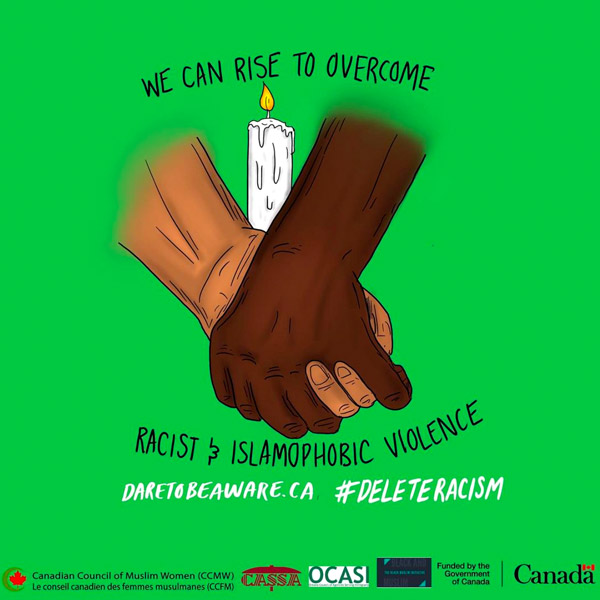 WE CAN RISE TO OVERCOME
RACIST & ISLAMOPHOBIC VIOLENCE
DARETOBEAWARE.CA #DELETERACISM
Canadian Council of Muslim Women (CCMW)
Le conseil canadien des femmes musulmanes (CCFM)
CASSA
OCASI
Funded by the
Government
of Canada
Canada